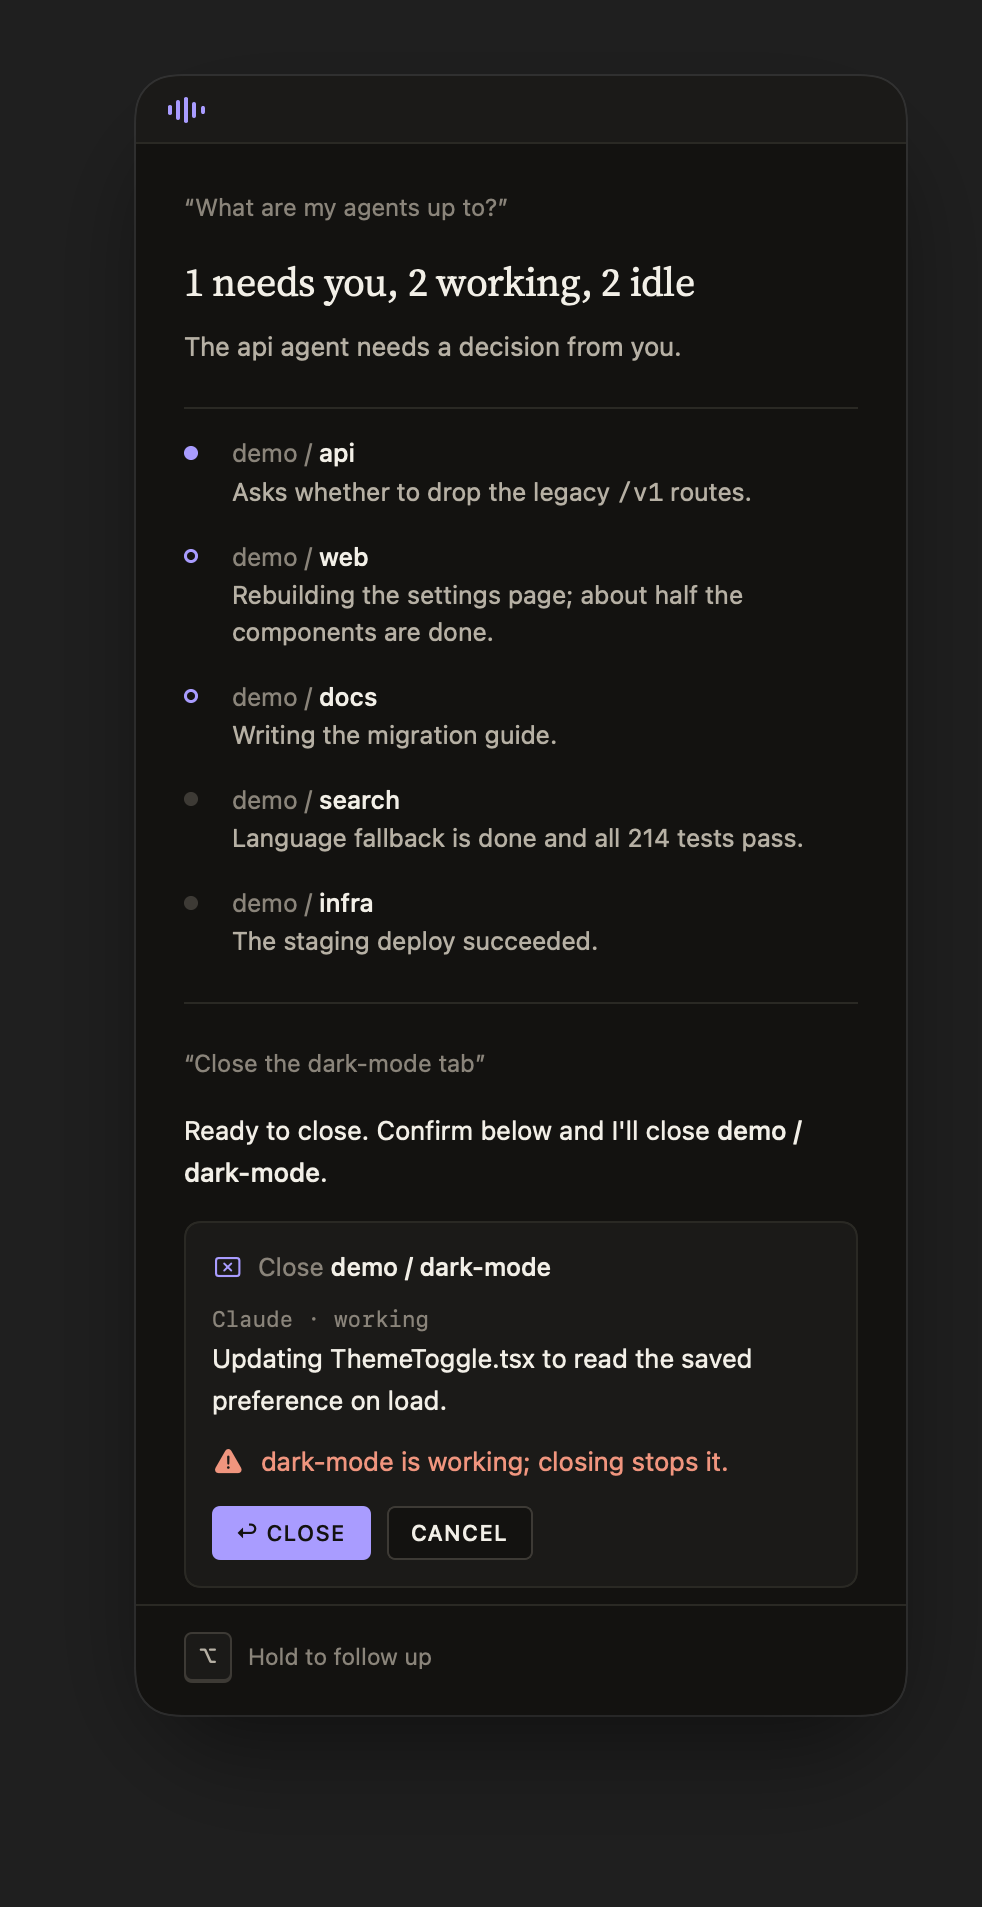 “What are my agents up to?”
1 needs you, 2 working, 2 idle
The api agent needs a decision from you.
demo / api
Asks whether to drop the legacy /v1 routes.
demo / web
Rebuilding the settings page; about half the
components are done.
demo / docs
Writing the migration guide.
demo / search
Language fallback is done and all 214 tests pass.
demo / infra
The staging deploy succeeded.
“Close the dark-mode tab”
Ready to close. Confirm below and I'll close demo /
dark-mode.
Close demo / dark-mode
Claude · working
Updating ThemeToggle.tsx to read the saved
preference on load.
dark-mode is working; closing stops it.
↩ CLOSE CANCEL
⌥ Hold to follow up